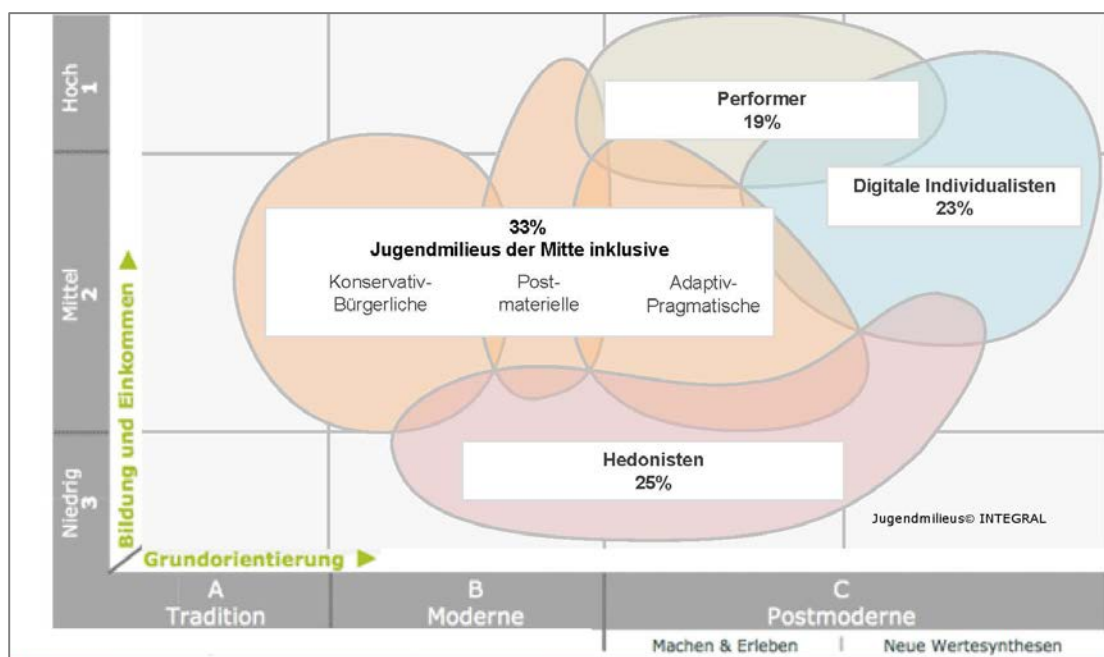 Hoch
1
Mittel
2
Niedrig
3
Bildung und Einkommen
Performer
19%
Digitale Individualisten
23%
33%
Jugendmilieus der Mitte inklusive
Konservativ-
Bürgerliche
Post-
materielle
Adaptiv-
Pragmatische
Hedonisten
25%
Jugendmilieus© INTEGRAL
Grundorientierung
A
Tradition
B
Moderne
C
Postmoderne
Machen & Erleben
Neue Wertesynthesen